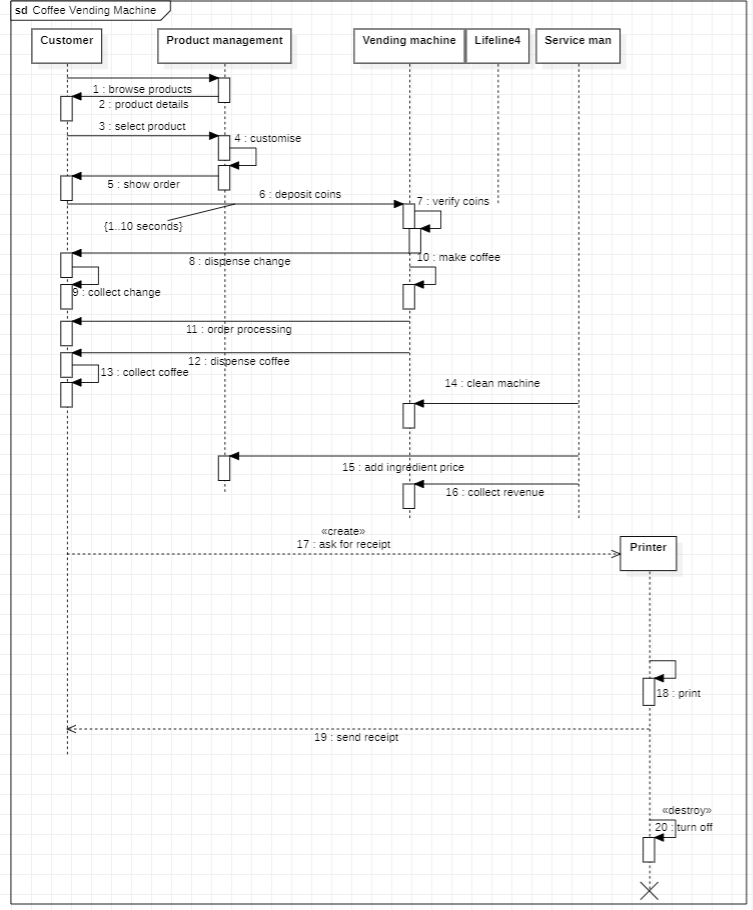 sd Coffee Vending Machine
Customer
Product management
Vending machine
Lifeline4
Service man
1 : browse products
2 : product details
3 : select product
4 : customise
5 : show order
6 : deposit coins
7 : verify coins
{1..10 seconds}
8 : dispense change
10 : make coffee
9 : collect change
11 : order processing
12 : dispense coffee
13 : collect coffee
14 : clean machine
15 : add ingredient price
16 : collect revenue
«create»
17 : ask for receipt
Printer
18 : print
19 : send receipt
«destroy»
20 : turn off